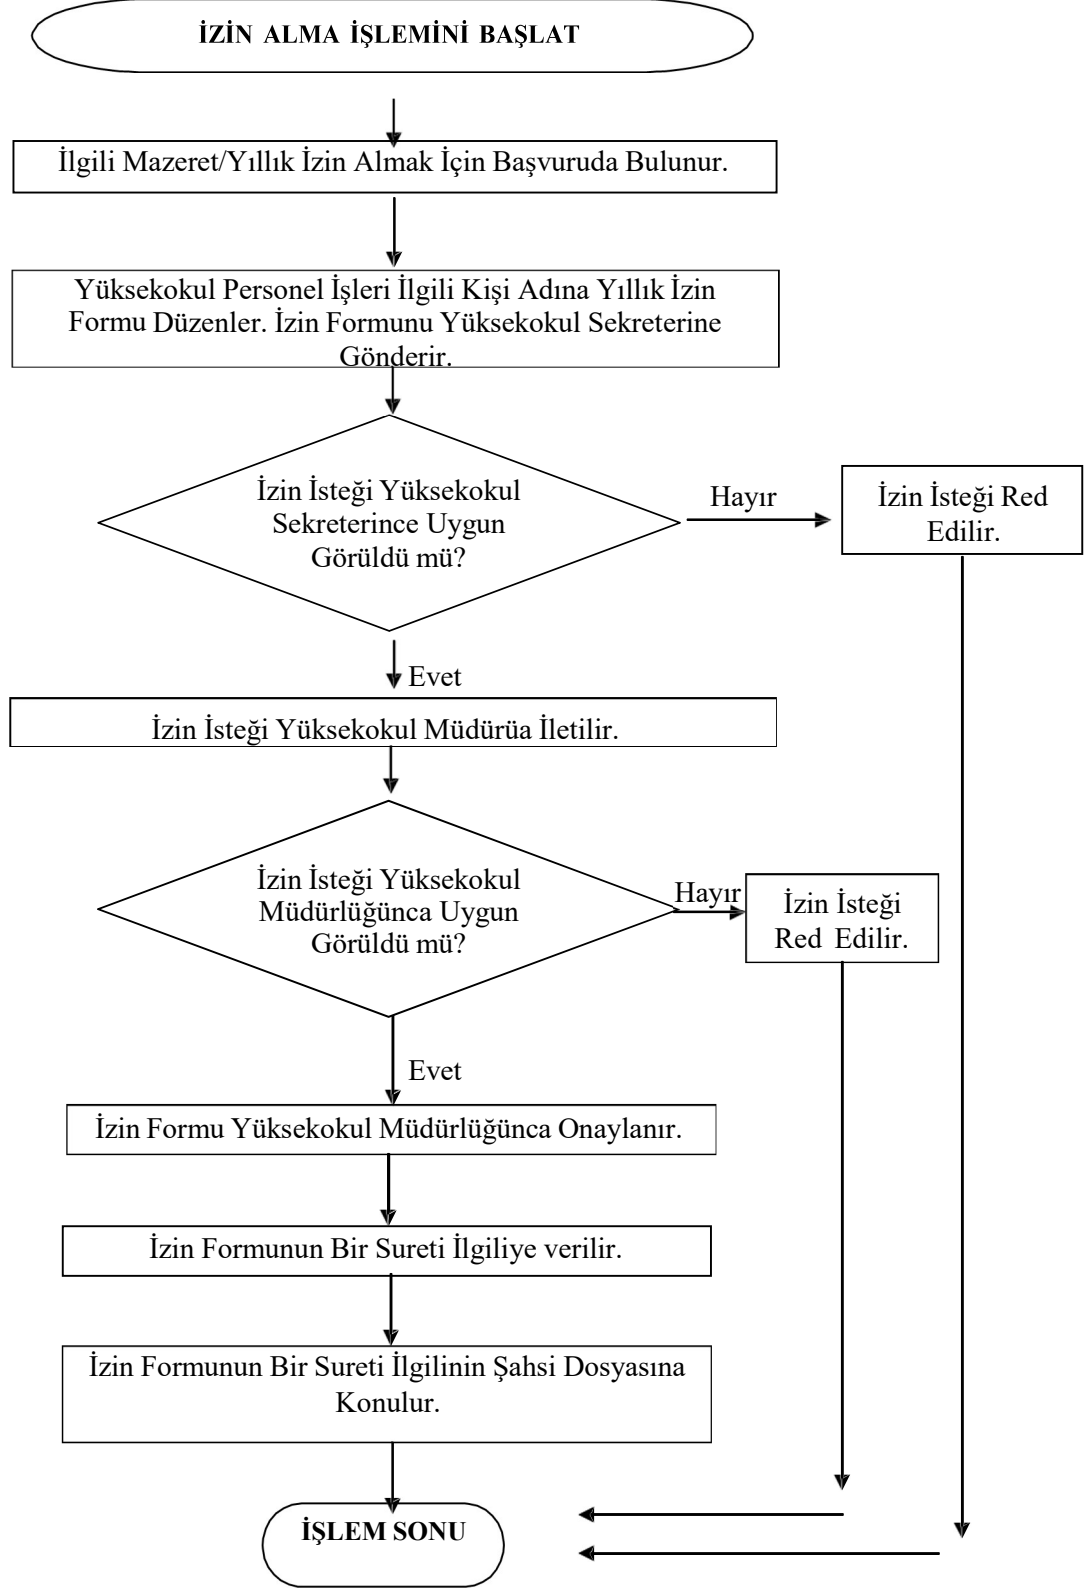 İZİN ALMA İŞLEMİNİ BAŞLAT
İlgili Mazeret/Yıllık İzin Almak İçin Başvuruda Bulunur.
Yüksekokul Personel İşleri İlgili Kişi Adına Yıllık İzin
Formu Düzenler. İzin Formunu Yüksekokul Sekreterine
Gönderir.
İzin İsteği Yüksekokul
Sekreterince Uygun
Görüldü mü?
Hayır
İzin İsteği Red
Edilir.
Evet
İzin İsteği Yüksekokul Müdürüa İletilir.
İzin İsteği Yüksekokul
Müdürlüğünca Uygun
Görüldü mü?
Hayır
İzin İsteği
Red Edilir.
Evet
İzin Formu Yüksekokul Müdürlüğünca Onaylanır.
İzin Formunun Bir Sureti İlgiliye verilir.
İzin Formunun Bir Sureti İlgilinin Şahsi Dosyasına
Konulur.
İŞLEM SONU